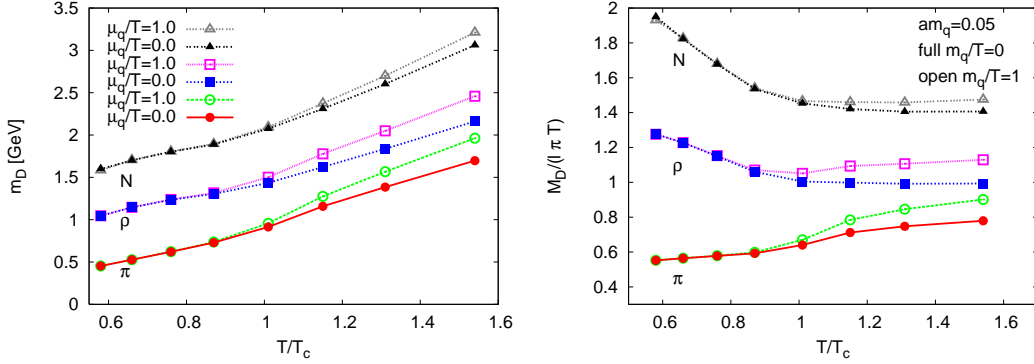 μq/T=1.0
μq/T=0.0
μq/T=1.0
μq/T=0.0
μq/T=1.0
μq/T=0.0
3.5
3
2.5
2
1.5
1
0.5
0
mD [GeV]
N
ρ
π
0.6 0.8 1 1.2 1.4 1.6
T/Tc
2
1.8
1.6
1.4
1.2
1
0.8
0.6
0.4
MD/(l π T)
amq=0.05
full mq/T=0
open mq/T=1
N
ρ
π
0.6 0.8 1 1.2 1.4 1.6
T/Tc